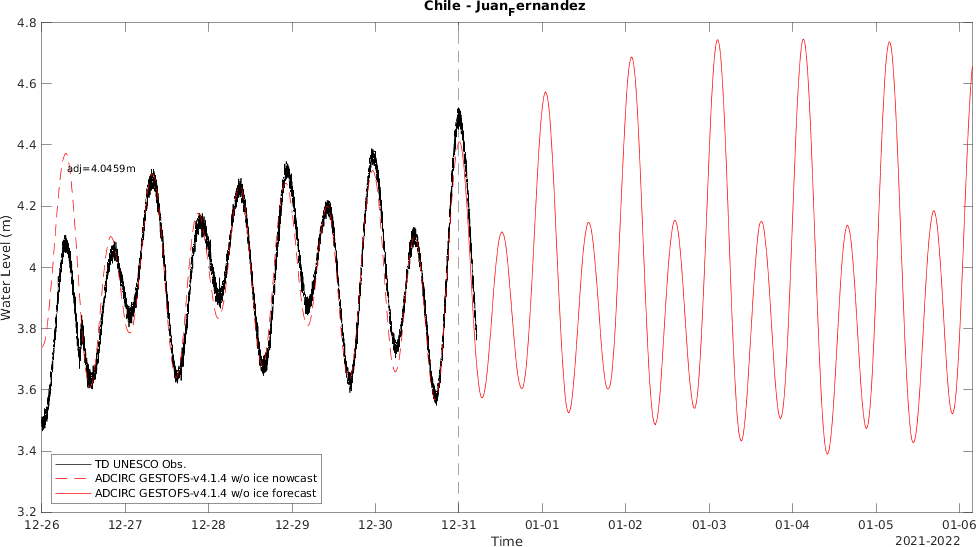 Chile - JuanFernandez
4.8
4.6
4.4
4.2
4
3.8
3.6
3.4
3.2
Water Level (m)
adj=4.0459m
TD UNESCO Obs.
ADCIRC GESTOFS-v4.1.4 w/o ice nowcast
ADCIRC GESTOFS-v4.1.4 w/o ice forecast
12-26 12-27 12-28 12-29 12-30 12-31 01-01 01-02 01-03 01-04 01-05 01-06
Time
2021-2022